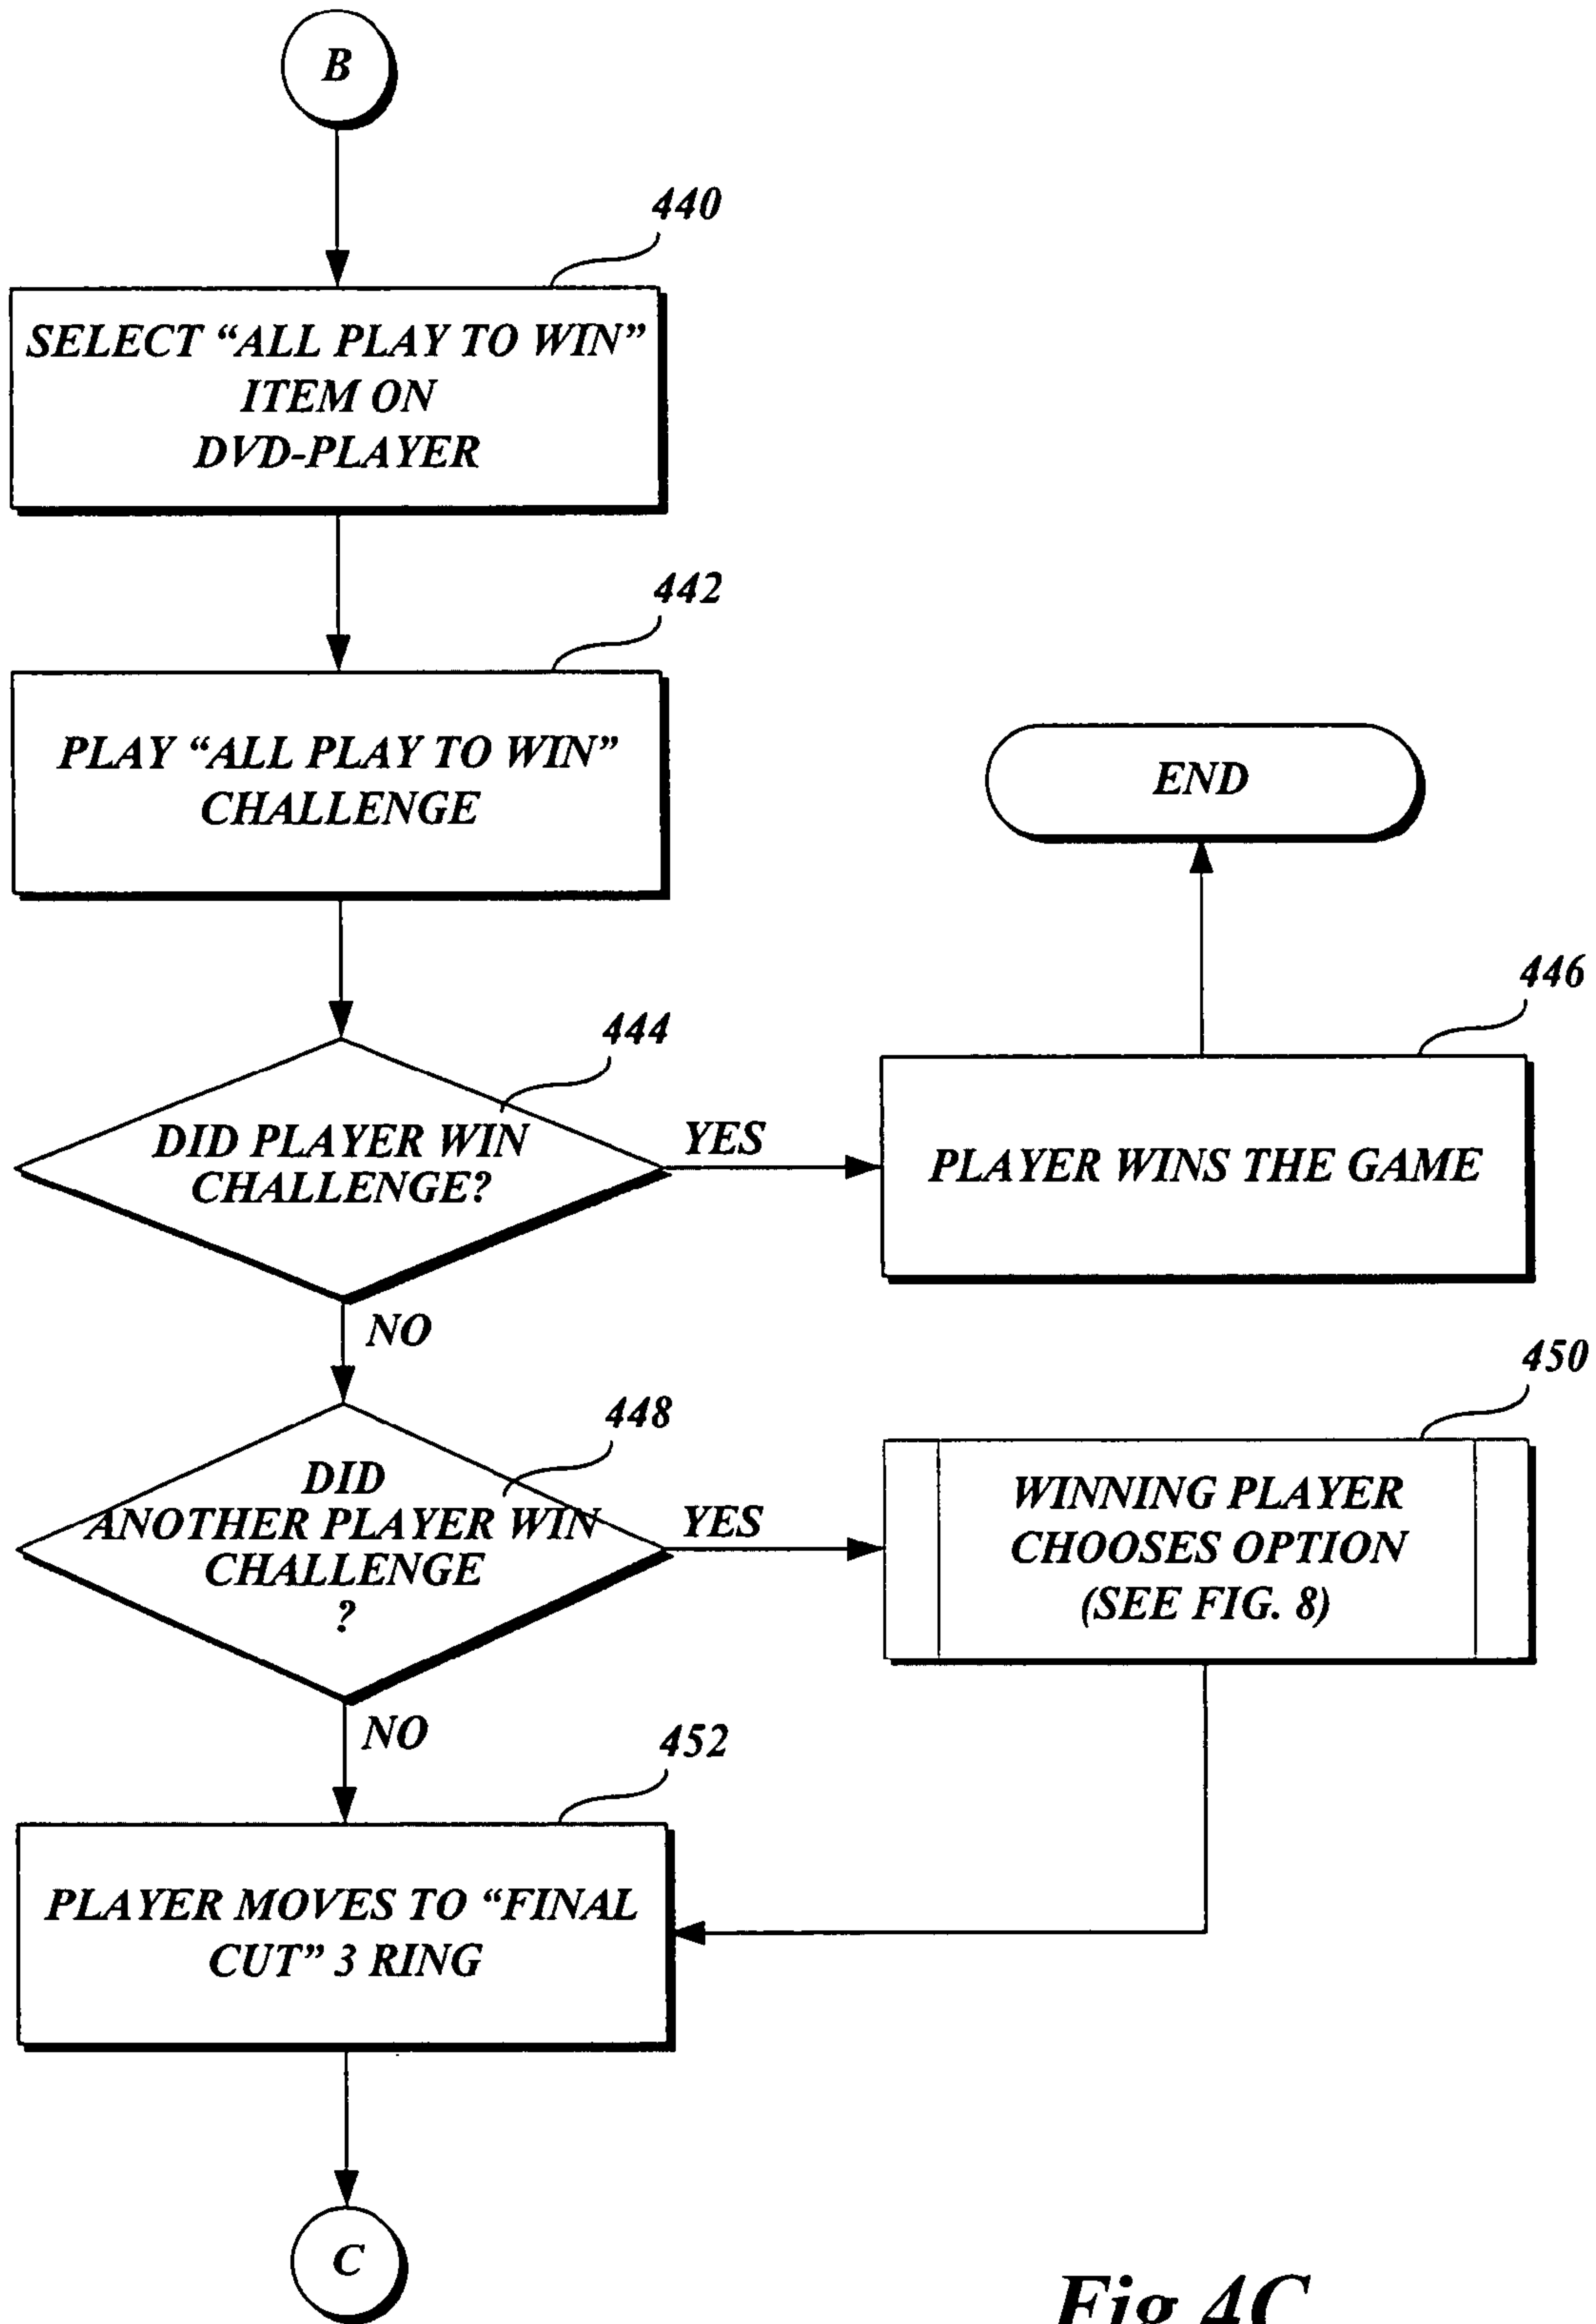 B
440
SELECT “ALL PLAY TO WIN”
ITEM ON
DVD-PLAYER
442
PLAY “ALL PLAY TO WIN”
CHALLENGE
END
446
444
DID PLAYER WIN
CHALLENGE?
YES
PLAYER WINS THE GAME
NO
450
448
DID
ANOTHER PLAYER WIN
CHALLENGE
?
YES
WINNING PLAYER
CHOOSES OPTION
(SEE FIG. 8)
NO
452
PLAYER MOVES TO “FINAL
CUT” 3 RING
C
Fig 4C